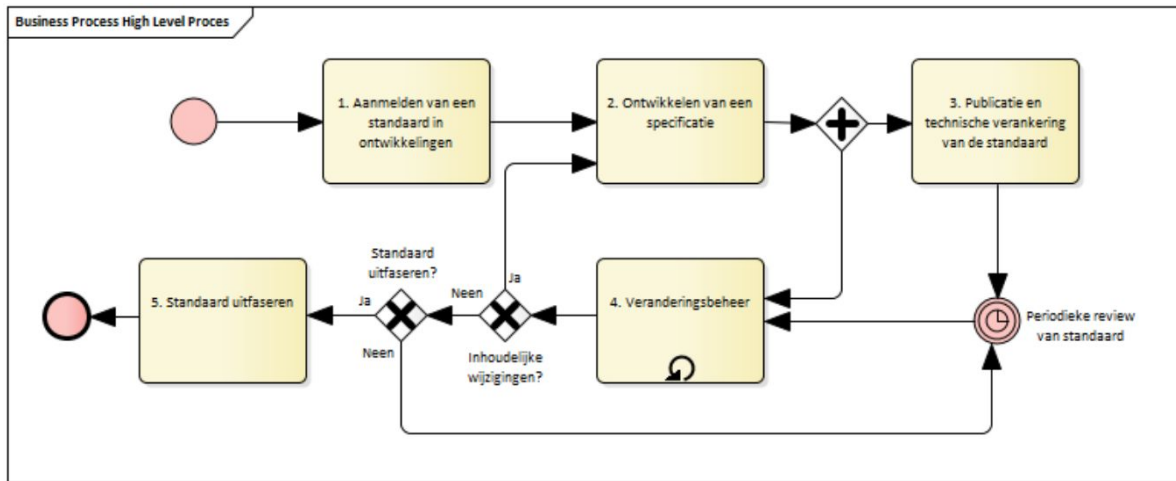 Business Process High Level Proces
1. Aanmelden van een
standaard in
ontwikkelingen
2. Ontwikkelen van een
specificatie
3. Publicatie en
technische verankering
van de standaard
Standaard
uitfaseren?
5. Standaard uitfaseren
Ja
Neen
Neen
Ja
Inhoudelijke
wijzigingen?
4. Veranderingsbeheer
Periodieke review
van standaard